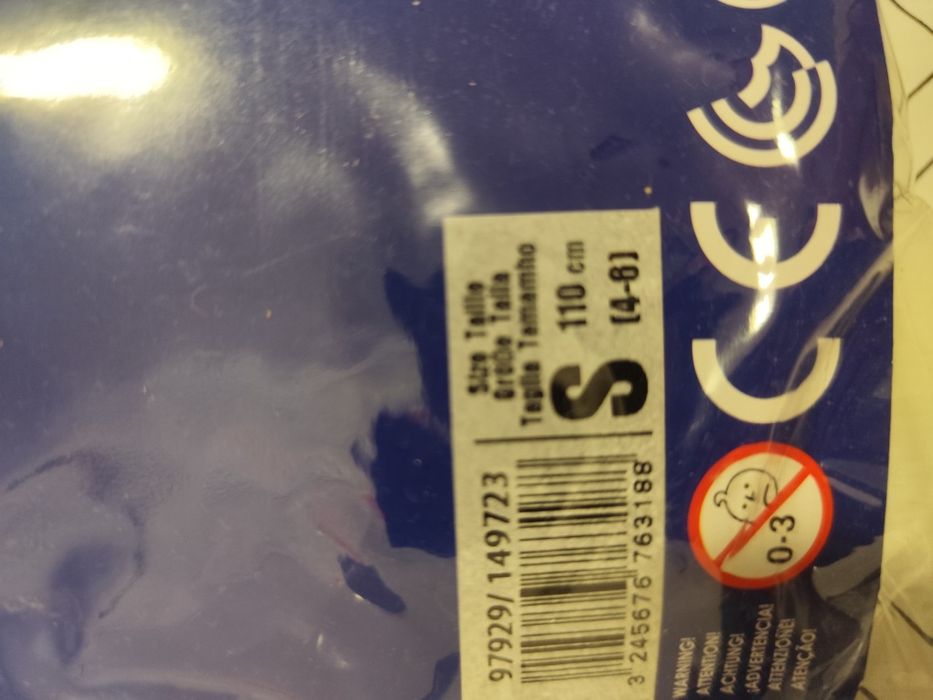 97929/149723
3 245676 763188
Size Taille
Größe Talla
Taglia Tamanho
S 110 cm
(4-6)
CE
0-3
WARNING!
ATTENTION!
ACHTUNG!
¡ADVERTENCIA!
ATTENZIONE!
ATENÇÃO!